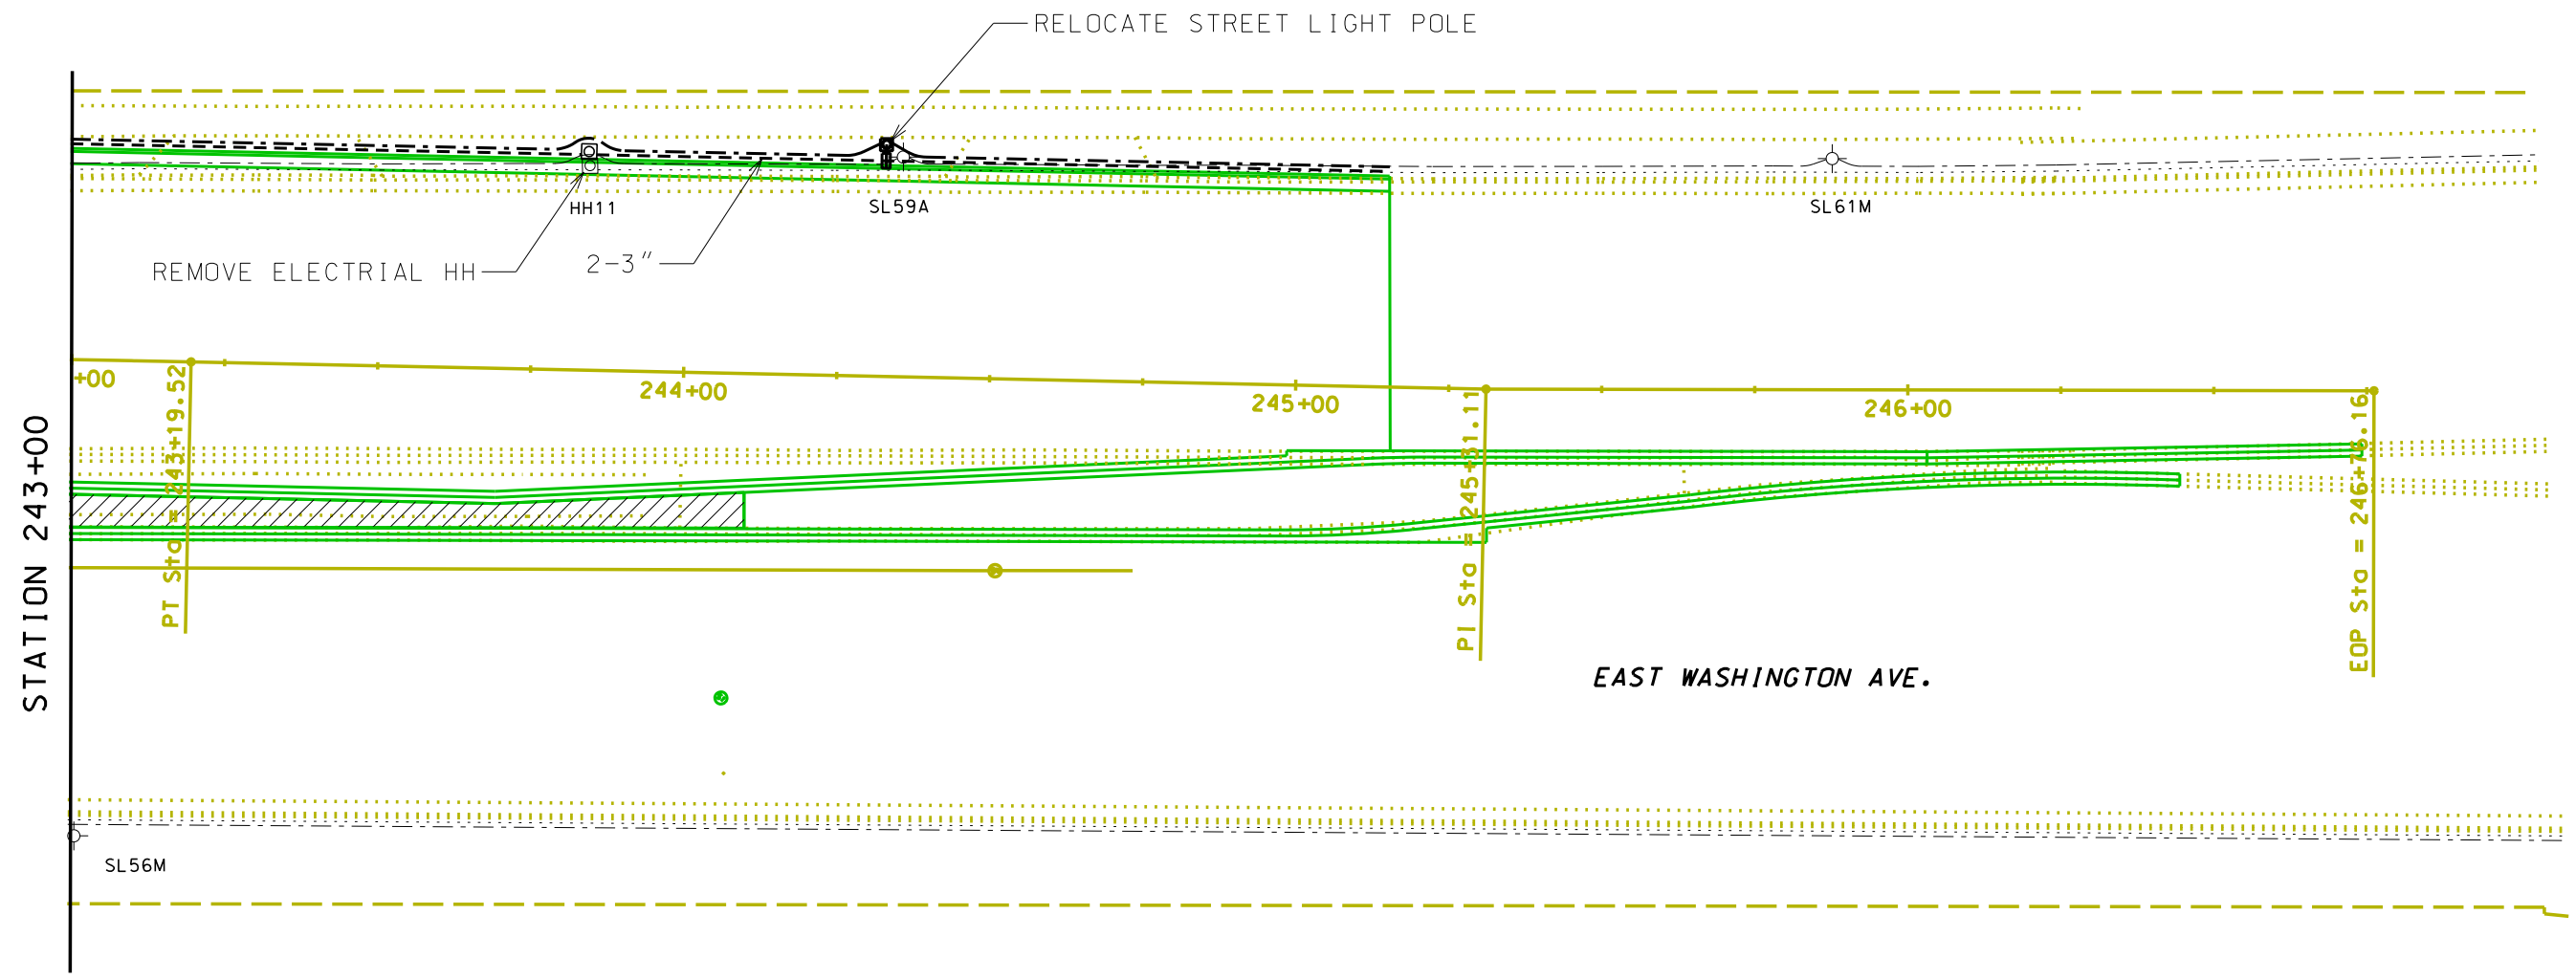 RELOCATE STREET LIGHT POLE
HH11
SL59A
SL61M
REMOVE ELECTRIAL HH
2-3"
+00
244+00
245+00
246+00
STATION 243+00
PT Sta = 243+19.52
PI Sta = 245+31.11
EOP Sta = 246+76.16
EAST WASHINGTON AVE.
SL56M